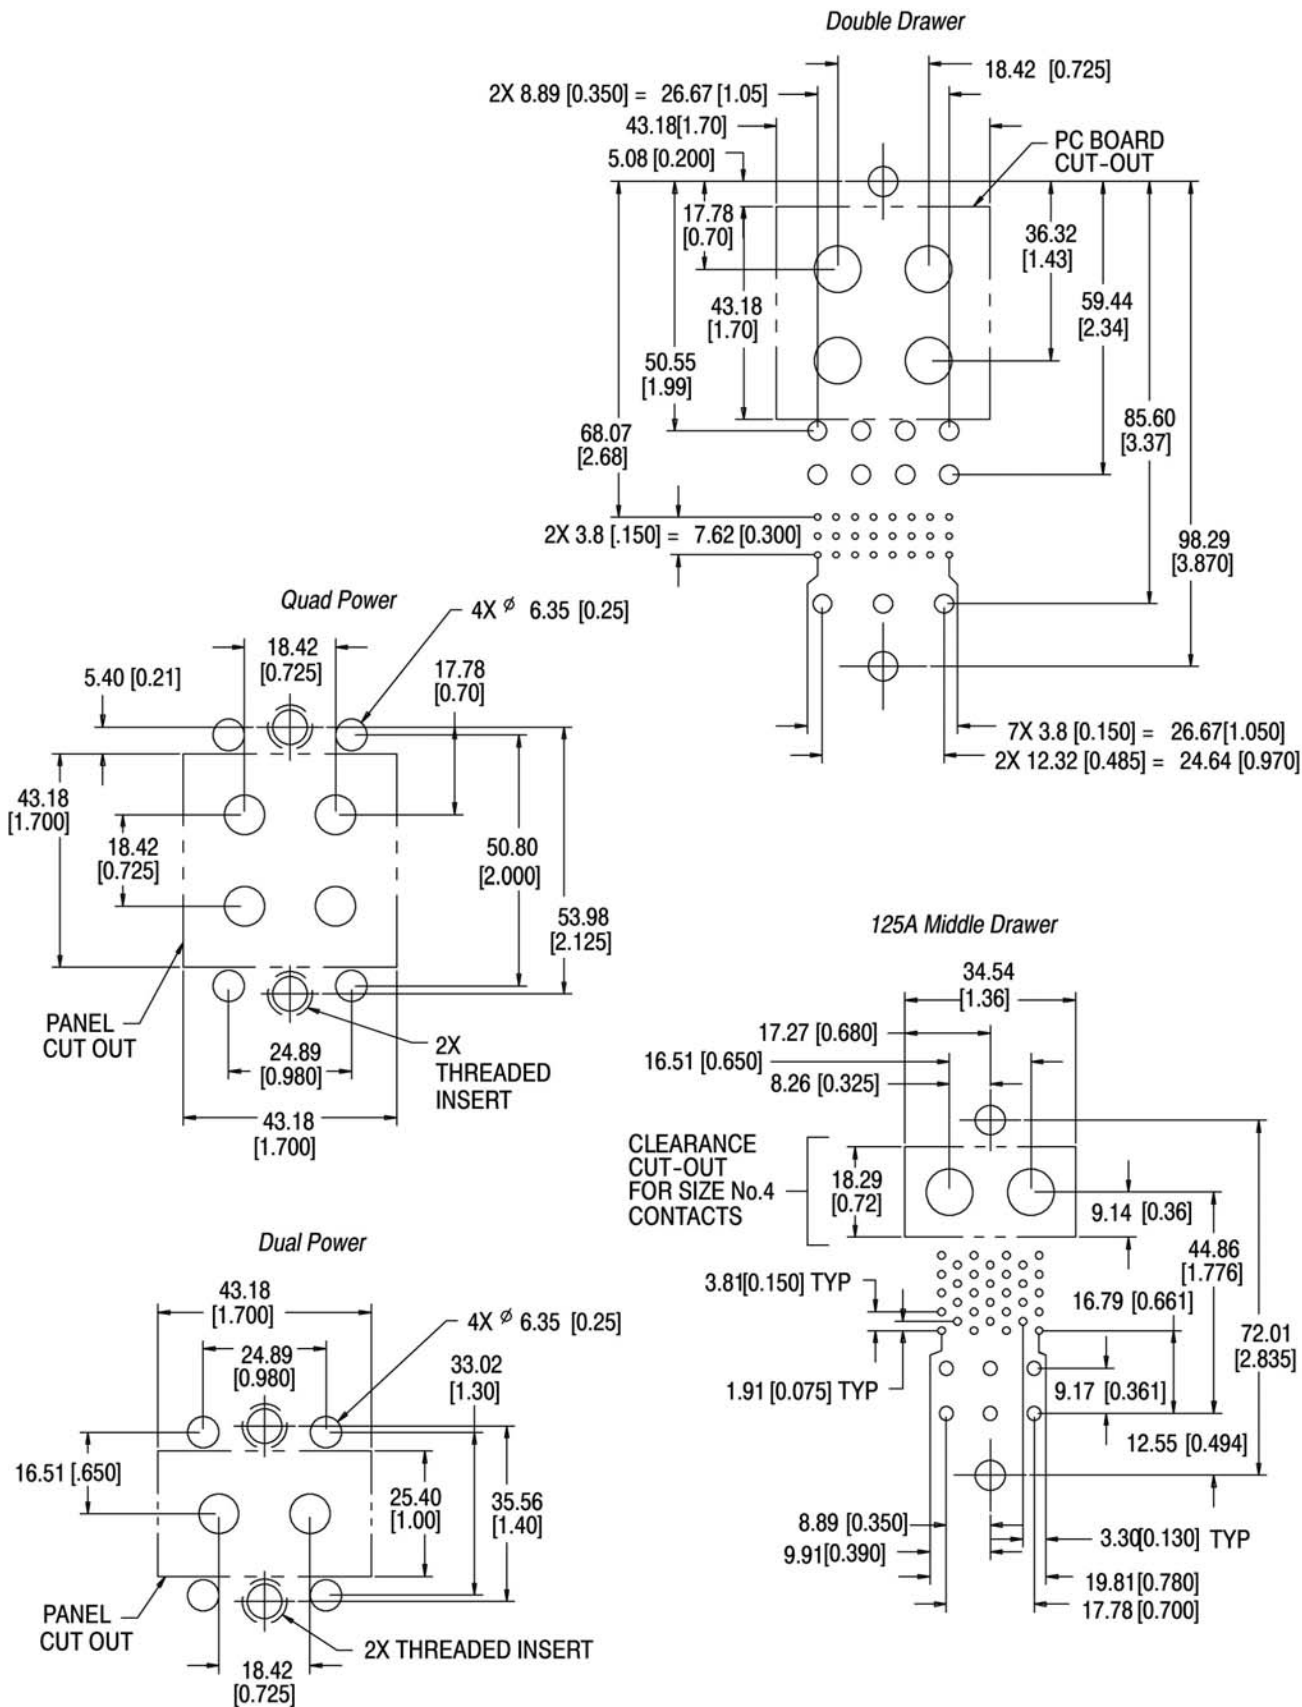 Double Drawer
18.42 [0.725]
2X 8.89 [0.350] = 26.67 [1.05]
43.18[1.70]
PC BOARD
CUT-OUT
5.08 [0.200]
17.78
[0.70]
36.32
[1.43]
43.18
[1.70]
59.44
[2.34]
50.55
[1.99]
85.60
[3.37]
68.07
[2.68]
2X 3.8 [.150] = 7.62 [0.300]
98.29
[3.870]
7X 3.8 [0.150] = 26.67[1.050]
2X 12.32 [0.485] = 24.64 [0.970]
Quad Power
4X ø 6.35 [0.25]
18.42
[0.725]
17.78
[0.70]
5.40 [0.21]
43.18
[1.700]
18.42
[0.725]
50.80
[2.000]
53.98
[2.125]
PANEL
CUT OUT
24.89
[0.980]
2X
THREADED
INSERT
43.18
[1.700]
125A Middle Drawer
34.54
[1.36]
17.27 [0.680]
16.51 [0.650]
8.26 [0.325]
CLEARANCE
CUT-OUT
FOR SIZE No.4
CONTACTS
18.29
[0.72]
9.14 [0.36]
44.86
[1.776]
3.81[0.150] TYP
16.79 [0.661]
72.01
[2.835]
1.91 [0.075] TYP
9.17 [0.361]
12.55 [0.494]
8.89 [0.350]
3.30[0.130] TYP
9.91[0.390]
19.81 [0.780]
17.78 [0.700]
Dual Power
43.18
[1.700]
4X ø 6.35 [0.25]
24.89
[0.980]
33.02
[1.30]
16.51 [.650]
25.40
[1.00]
35.56
[1.40]
PANEL
CUT OUT
2X THREADED INSERT
18.42
[0.725]